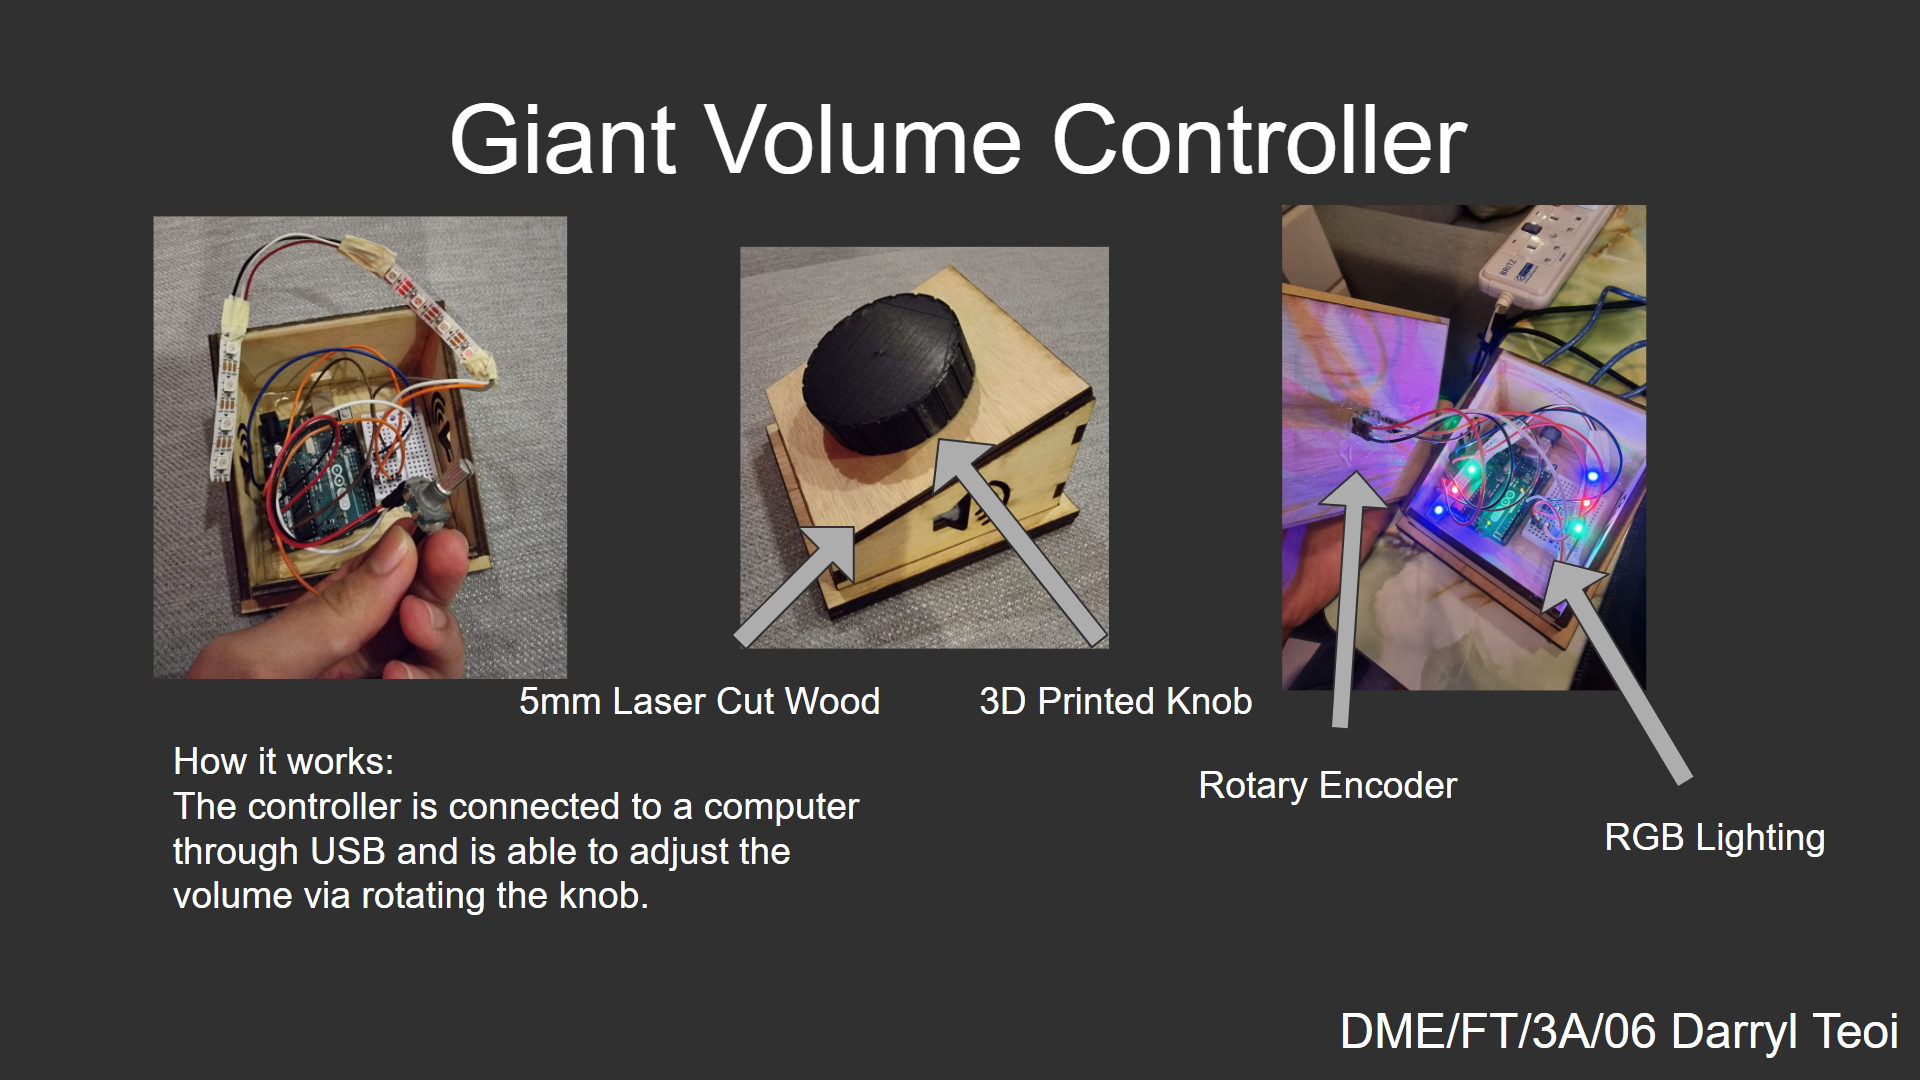 Giant Volume Controller
BRITZ
5mm Laser Cut Wood
3D Printed Knob
How it works:
The controller is connected to a computer
through USB and is able to adjust the
volume via rotating the knob.
Rotary Encoder
RGB Lighting
DME/FT/3A/06 Darryl Teoi